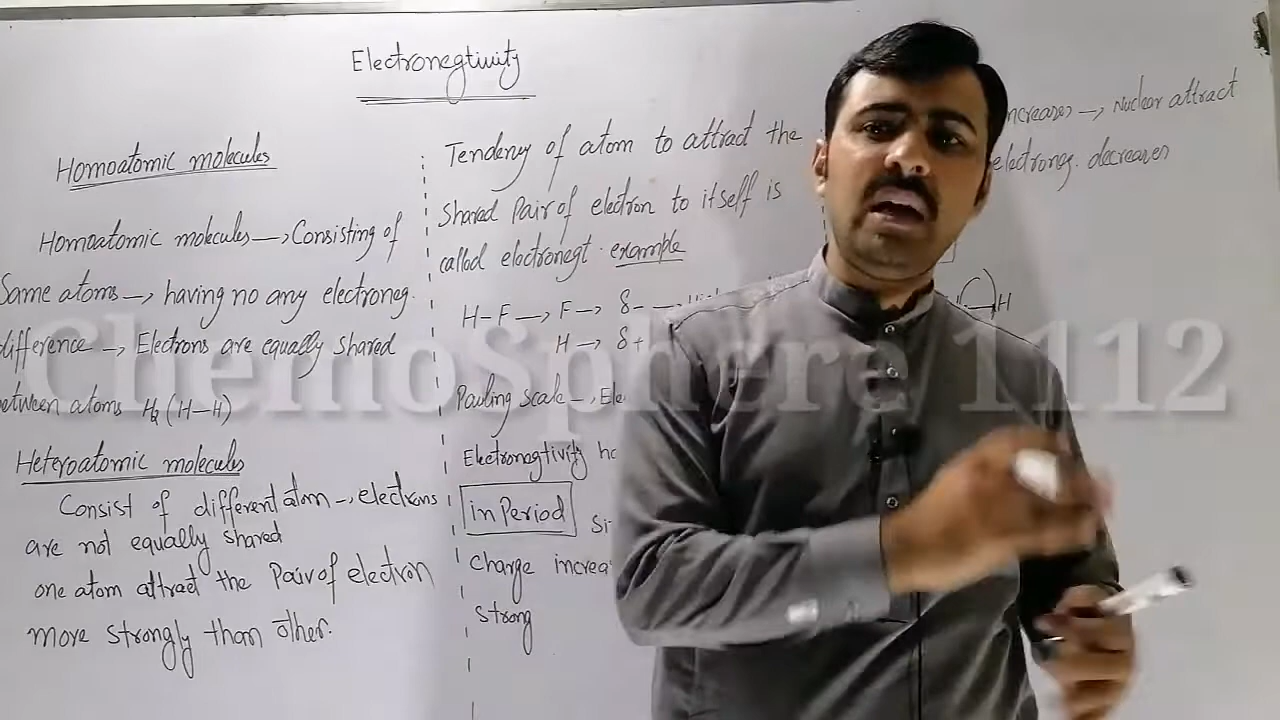 Electronegtivity
Homoatomic molecules
Homoatomic molecules → Consisting of
Same atoms → having no any electroneg.
difference → Electrons are equally shared
between atoms H₂ (H–H)
Heteroatomic molecules
Consist of different atom → electrons
are not equally shared
one atom attract the Pair of electron
more strongly than other.
Tendency of atom to attract the
shared Pair of electron to itself is
called electronegt. example
H–F → F → δ-
H → δ+
Pauling scale →
Electronegtivity
in Period
charge
strong
increases → Nuclear attract
electroneg. decreases
H
ChemoSphere 1112